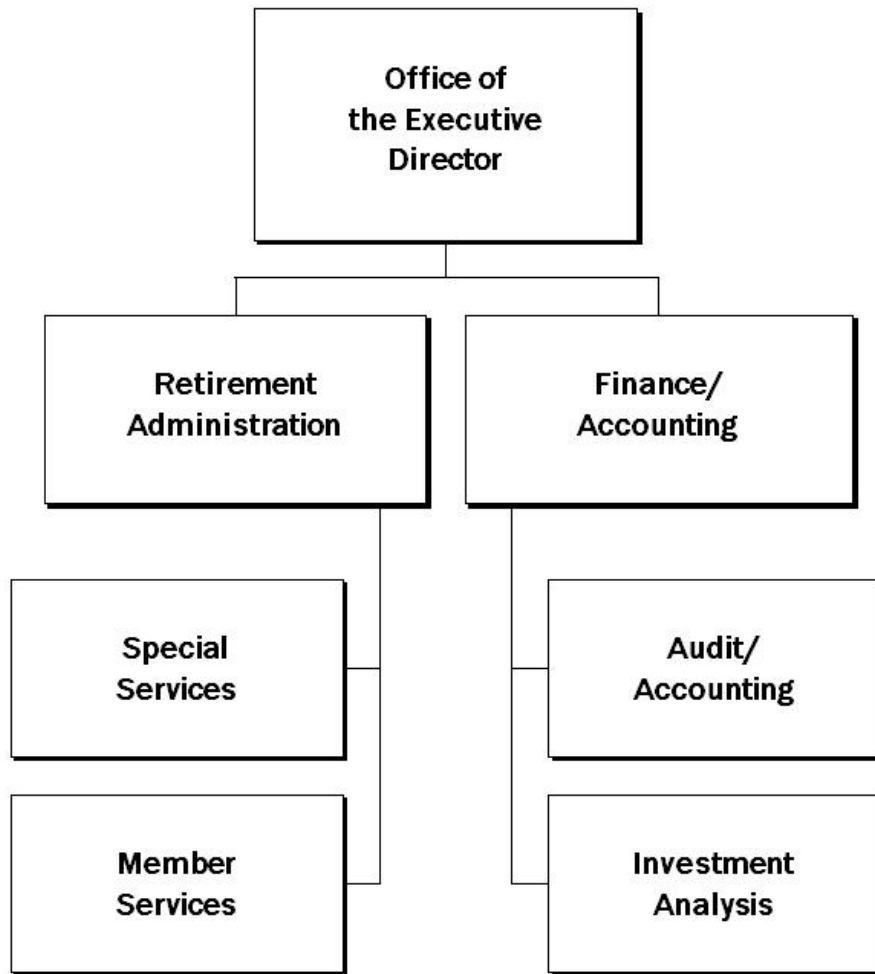 Office of
the Executive
Director
Retirement
Administration
Finance/
Accounting
Special
Services
Audit/
Accounting
Member
Services
Investment
Analysis